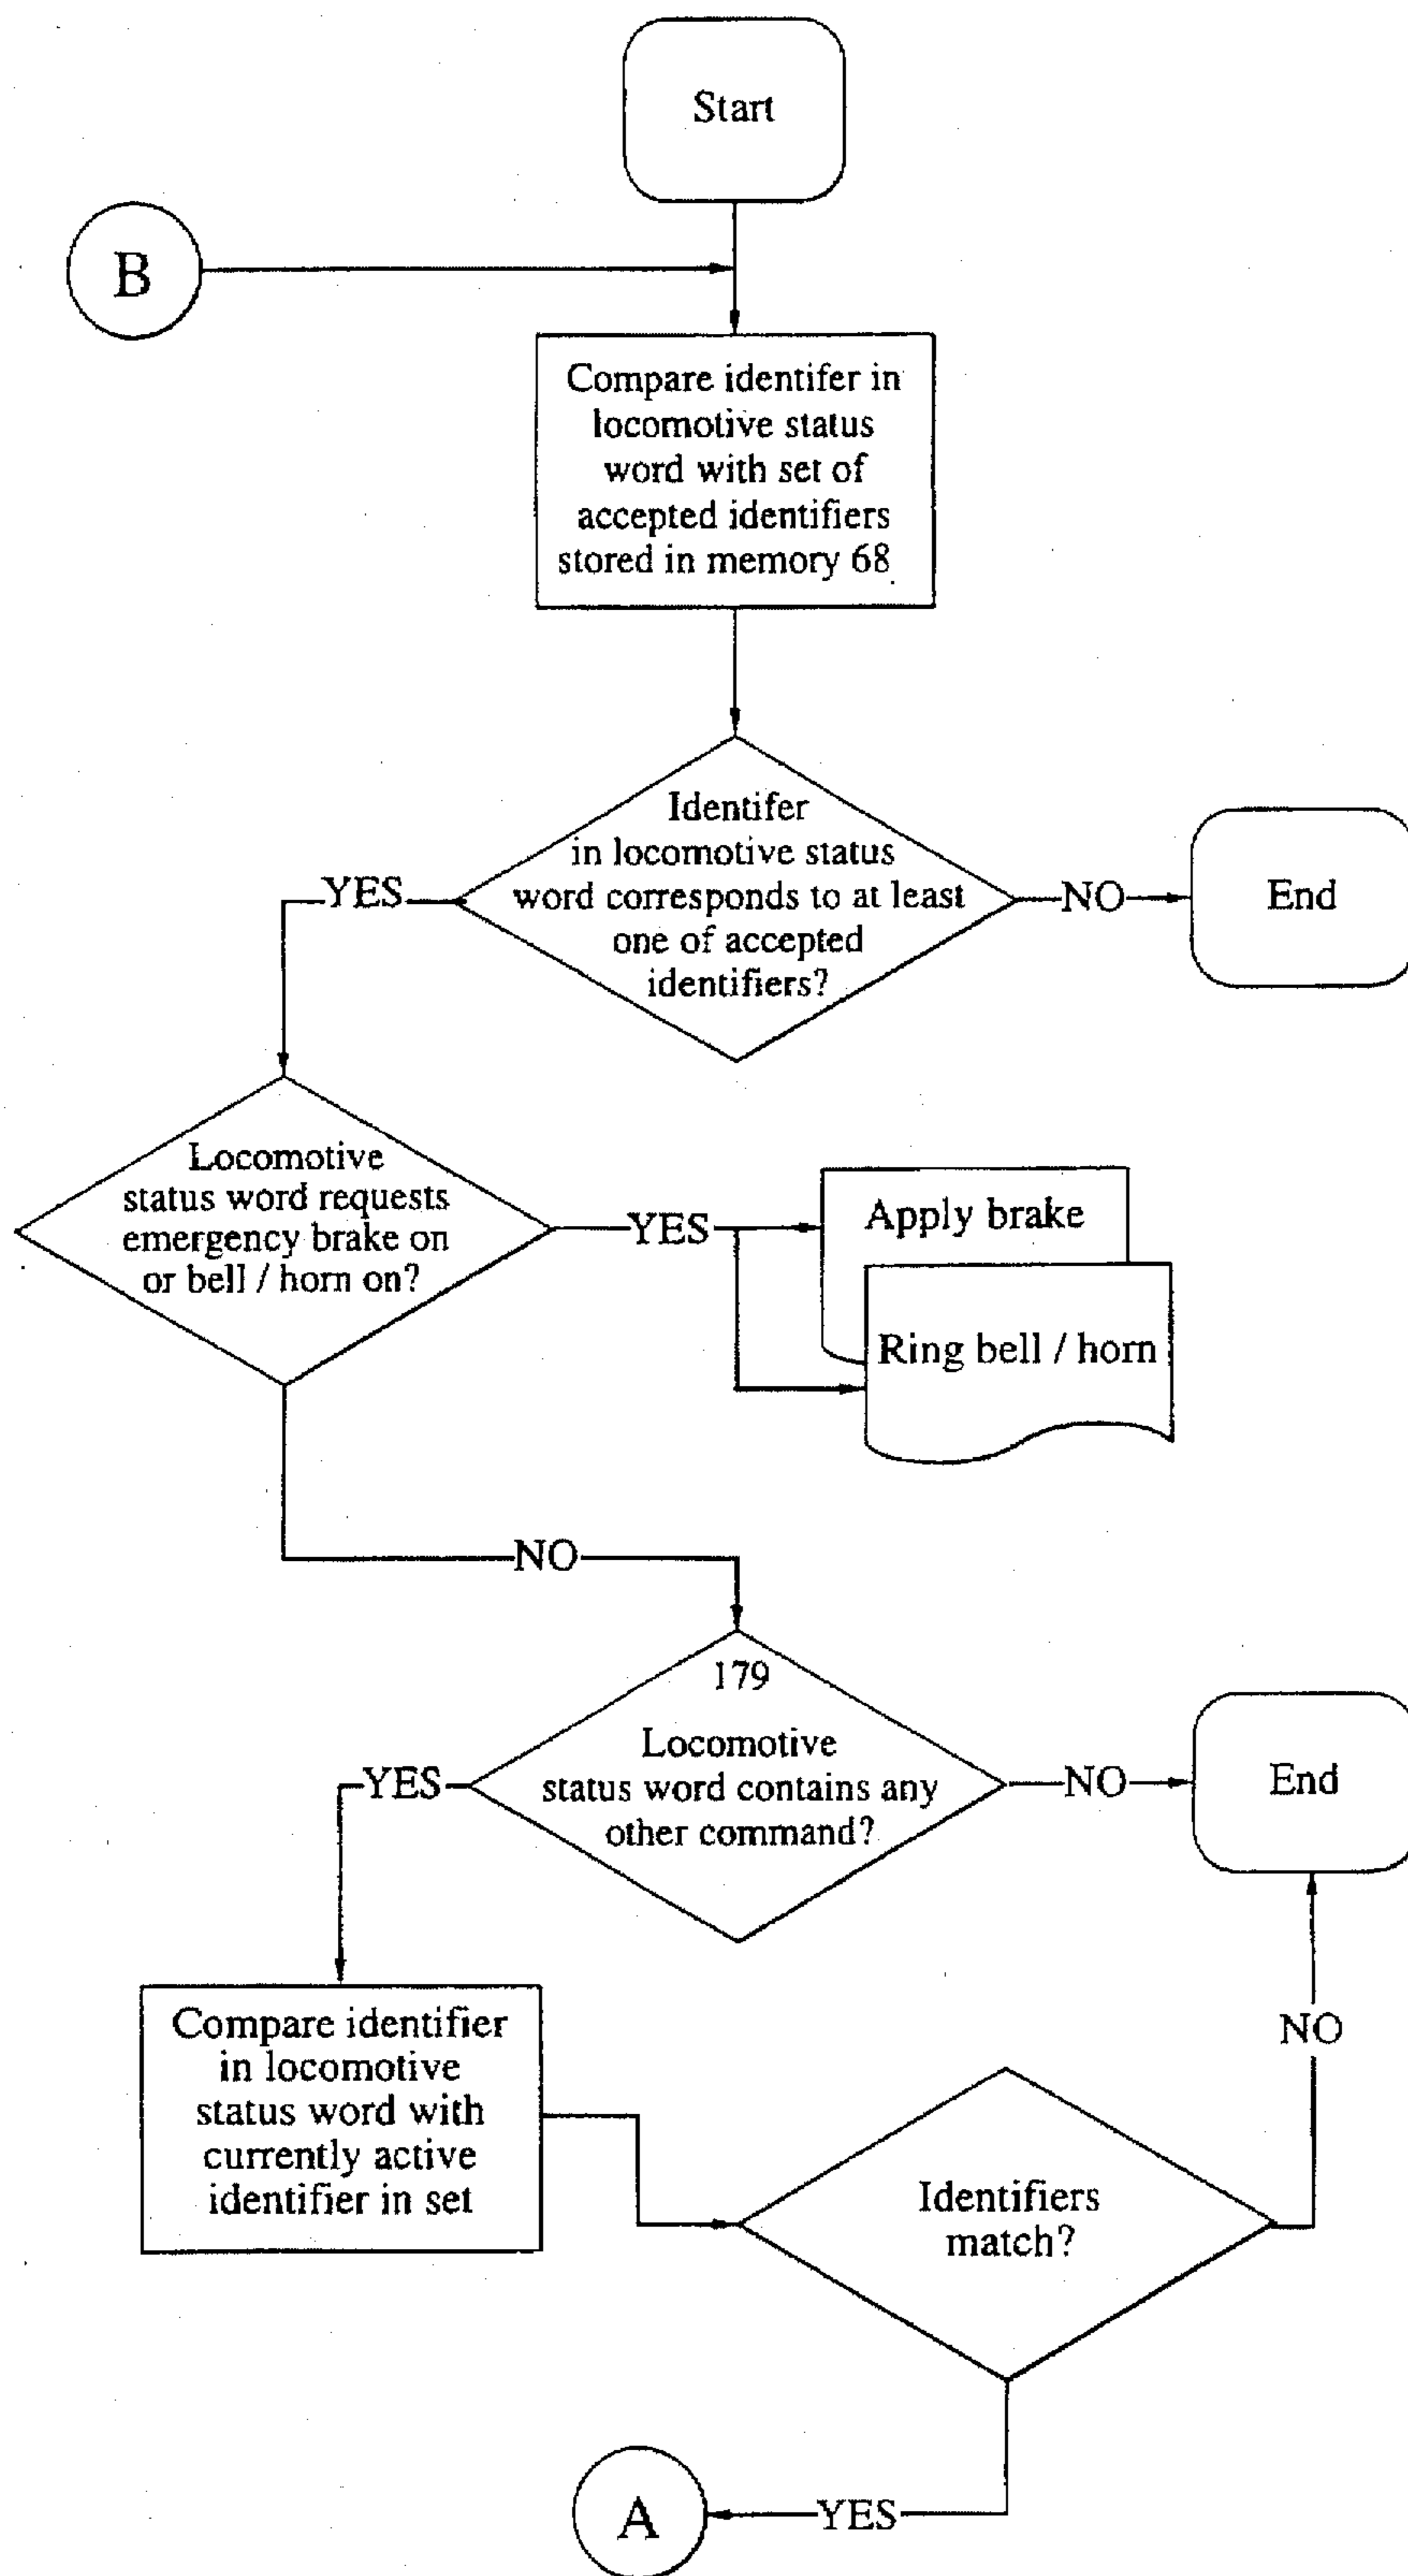 Start
B
Compare identifer in
locomotive status
word with set of
accepted identifiers
stored in memory 68
Identifer
in locomotive status
word corresponds to at least
one of accepted
identifiers?
YES
NO
End
Locomotive
status word requests
emergency brake on
or bell / horn on?
YES
Apply brake
Ring bell / horn
NO
179
Locomotive
status word contains any
other command?
YES
NO
End
Compare identifier
in locomotive
status word with
currently active
identifier in set
NO
Identifiers
match?
YES
A